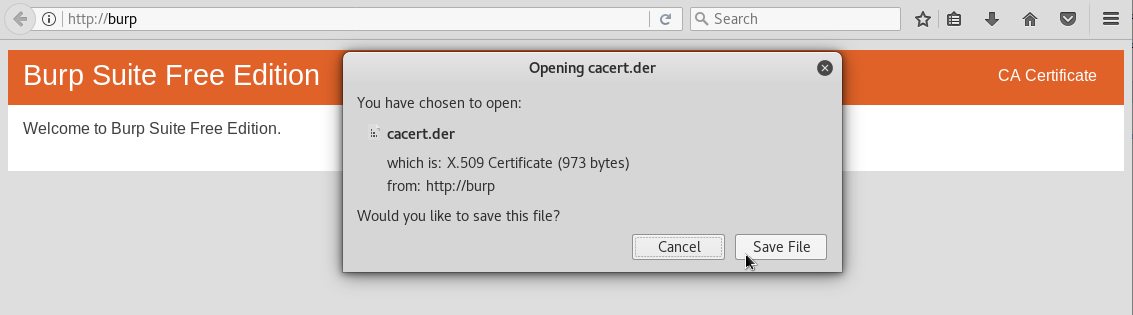 http://burp
Search
Opening cacert.der
Burp Suite Free Edition
CA Certificate
Welcome to Burp Suite Free Edition.
You have chosen to open:
cacert.der
which is: X.509 Certificate (973 bytes)
from: http://burp
Would you like to save this file?
Cancel
Save File